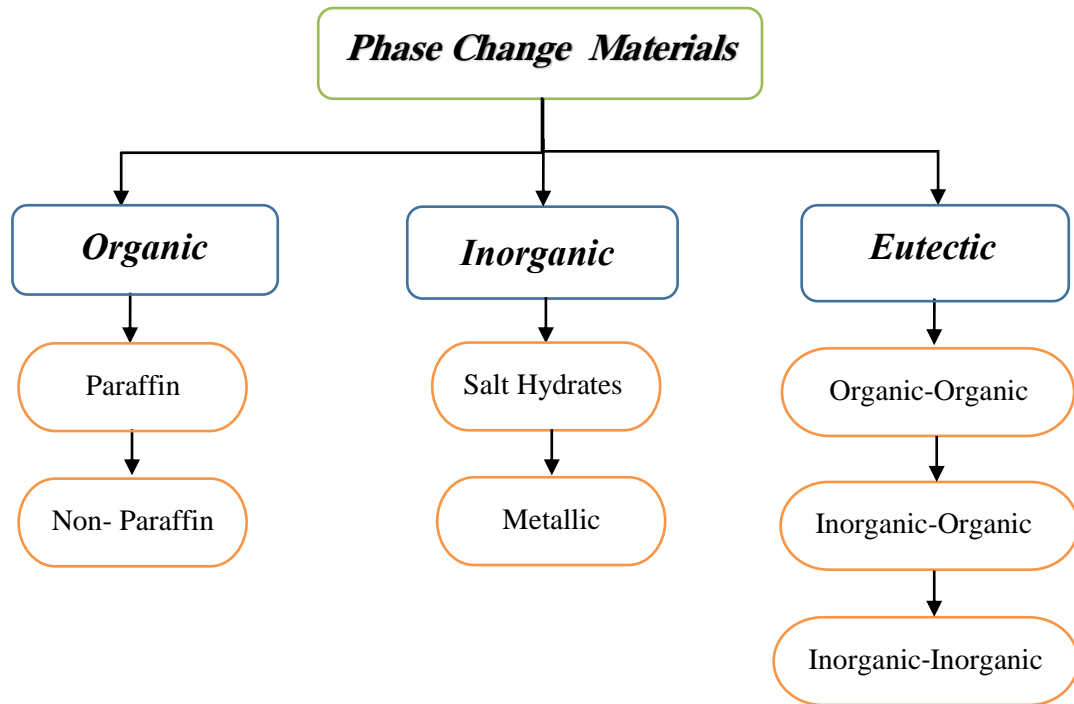 Phase Change Materials
Organic
Inorganic
Eutectic
Paraffin
Salt Hydrates
Organic-Organic
Non- Paraffin
Metallic
Inorganic-Organic
Inorganic-Inorganic